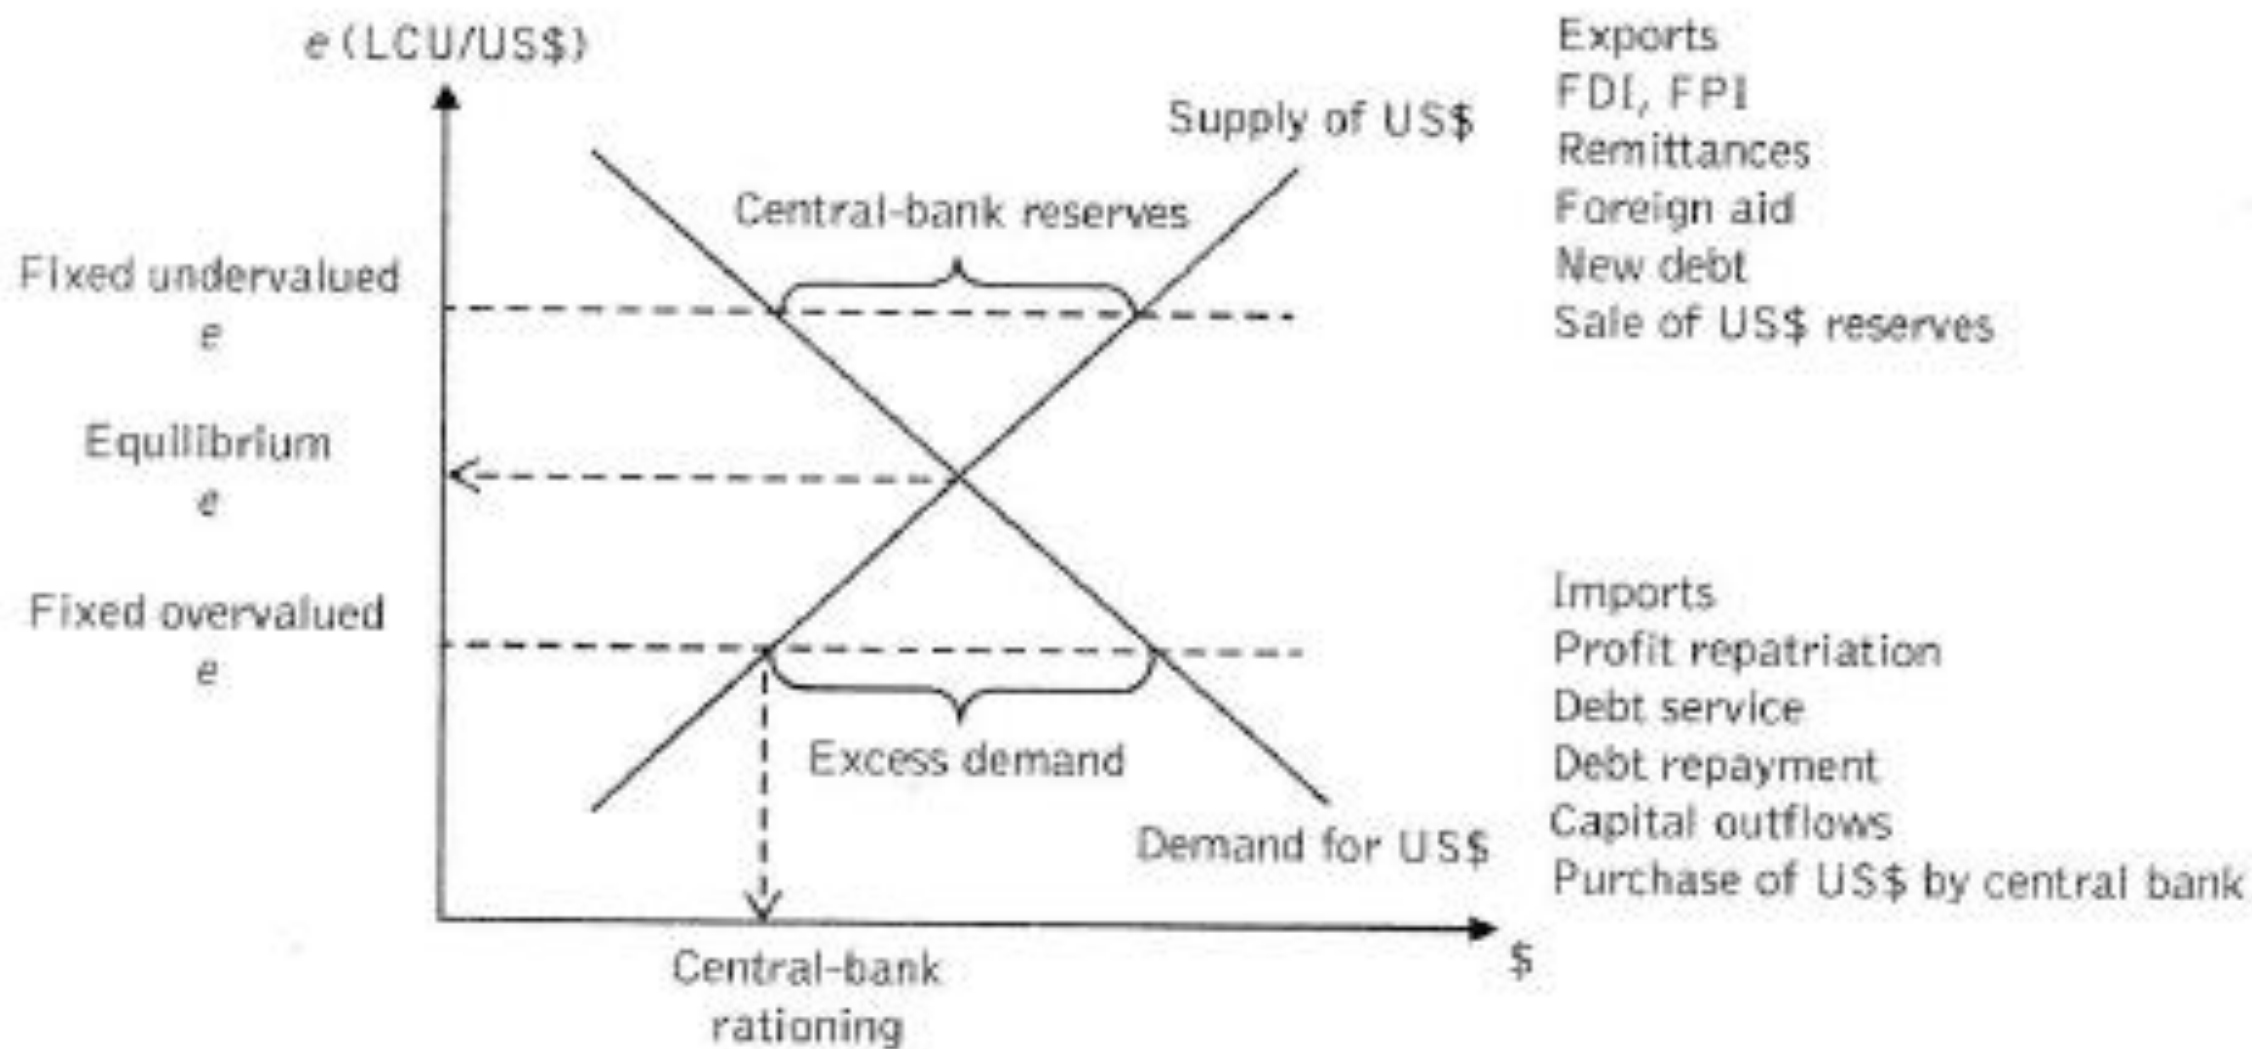 e (LCU/US$)
Exports
FDI, FPI
Supply of US$
Remittances
Central-bank reserves
Foreign aid
New debt
Fixed undervalued
e
Sale of US$ reserves
Equilibrium
e
Imports
Fixed overvalued
e
Profit repatriation
Debt service
Excess demand
Debt repayment
Capital outflows
Demand for US$
Purchase of US$ by central bank
$
Central-bank
rationing